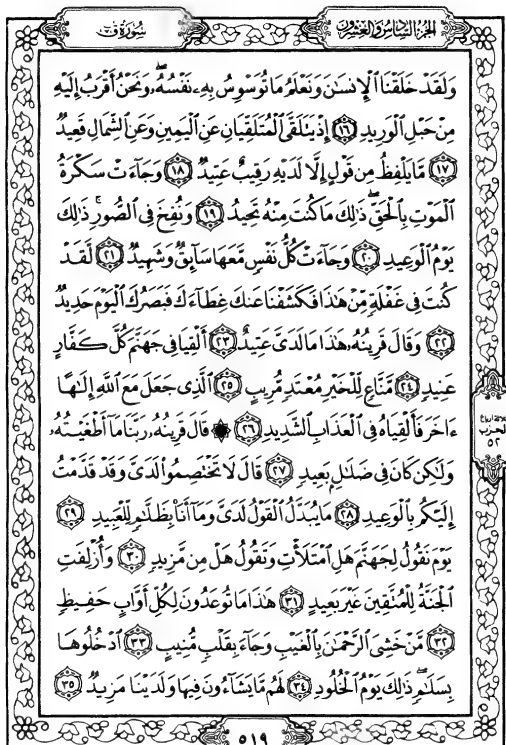 الجزء السادس والعشرون
سورة ق
وَلَقَدْ خَلَقْنَا ٱلْإِنسَٰنَ وَنَعْلَمُ مَا تُوَسْوِسُ بِهِۦ نَفْسُهُۥ ۖ وَنَحْنُ أَقْرَبُ إِلَيْهِ
مِنْ حَبْلِ ٱلْوَرِيدِ ١٦ إِذْ يَتَلَقَّى ٱلْمُتَلَقِّيَانِ عَنِ ٱلْيَمِينِ وَعَنِ ٱلشِّمَالِ قَعِيدٌ
١٧ مَّا يَلْفِظُ مِن قَوْلٍ إِلَّا لَدَيْهِ رَقِيبٌ عَتِيدٌ ١٨ وَجَآءَتْ سَكْرَةُ
ٱلْمَوْتِ بِٱلْحَقِّ ۖ ذَٰلِكَ مَا كُنتَ مِنْهُ تَحِيدُ ١٩ وَنُفِخَ فِى ٱلصُّورِ ۚ ذَٰلِكَ
يَوْمُ ٱلْوَعِيدِ ٢٠ وَجَآءَتْ كُلُّ نَفْسٍ مَّعَهَا سَآئِقٌ وَشَهِيدٌ ٢١ لَّقَدْ
كُنتَ فِى غَفْلَةٍ مِّنْ هَٰذَا فَكَشَفْنَا عَنكَ غِطَآءَكَ فَبَصَرُكَ ٱلْيَوْمَ حَدِيدٌ
٢٢ وَقَالَ قَرِينُهُۥ هَٰذَا مَا لَدَىَّ عَتِيدٌ ٢٣ أَلْقِيَا فِى جَهَنَّمَ كُلَّ كَفَّارٍ
عَنِيدٍ ٢٤ مَّنَّاعٍ لِّلْخَيْرِ مُعْتَدٍ مُّرِيبٍ ٢٥ ٱلَّذِى جَعَلَ مَعَ ٱللَّهِ إِلَٰهًا
ءَاخَرَ فَأَلْقِيَاهُ فِى ٱلْعَذَابِ ٱلشَّدِيدِ ٢٦ ۞ قَالَ قَرِينُهُۥ رَبَّنَا مَآ أَطْغَيْتُهُۥ
وَلَٰكِن كَانَ فِى ضَلَٰلٍۭ بَعِيدٍ ٢٧ قَالَ لَا تَخْتَصِمُوا۟ لَدَىَّ وَقَدْ قَدَّمْتُ
إِلَيْكُم بِٱلْوَعِيدِ ٢٨ مَا يُبَدَّلُ ٱلْقَوْلُ لَدَىَّ وَمَآ أَنَا۠ بِظَلَّٰمٍ لِّلْعَبِيدِ ٢٩
يَوْمَ نَقُولُ لِجَهَنَّمَ هَلِ ٱمْتَلَأْتِ وَتَقُولُ هَلْ مِن مَّزِيدٍ ٣٠ وَأُزْلِفَتِ
ٱلْجَنَّةُ لِلْمُتَّقِينَ غَيْرَ بَعِيدٍ ٣١ هَٰذَا مَا تُوعَدُونَ لِكُلِّ أَوَّابٍ حَفِيظٍ
٣٢ مَّنْ خَشِىَ ٱلرَّحْمَٰنَ بِٱلْغَيْبِ وَجَآءَ بِقَلْبٍ مُّنِيبٍ ٣٣ ٱدْخُلُوهَا
بِسَلَٰمٍ ۖ ذَٰلِكَ يَوْمُ ٱلْخُلُودِ ٣٤ لَهُم مَّا يَشَآءُونَ فِيهَا وَلَدَيْنَا مَزِيدٌ ٣٥
الحزب
٥٢
٥١٩